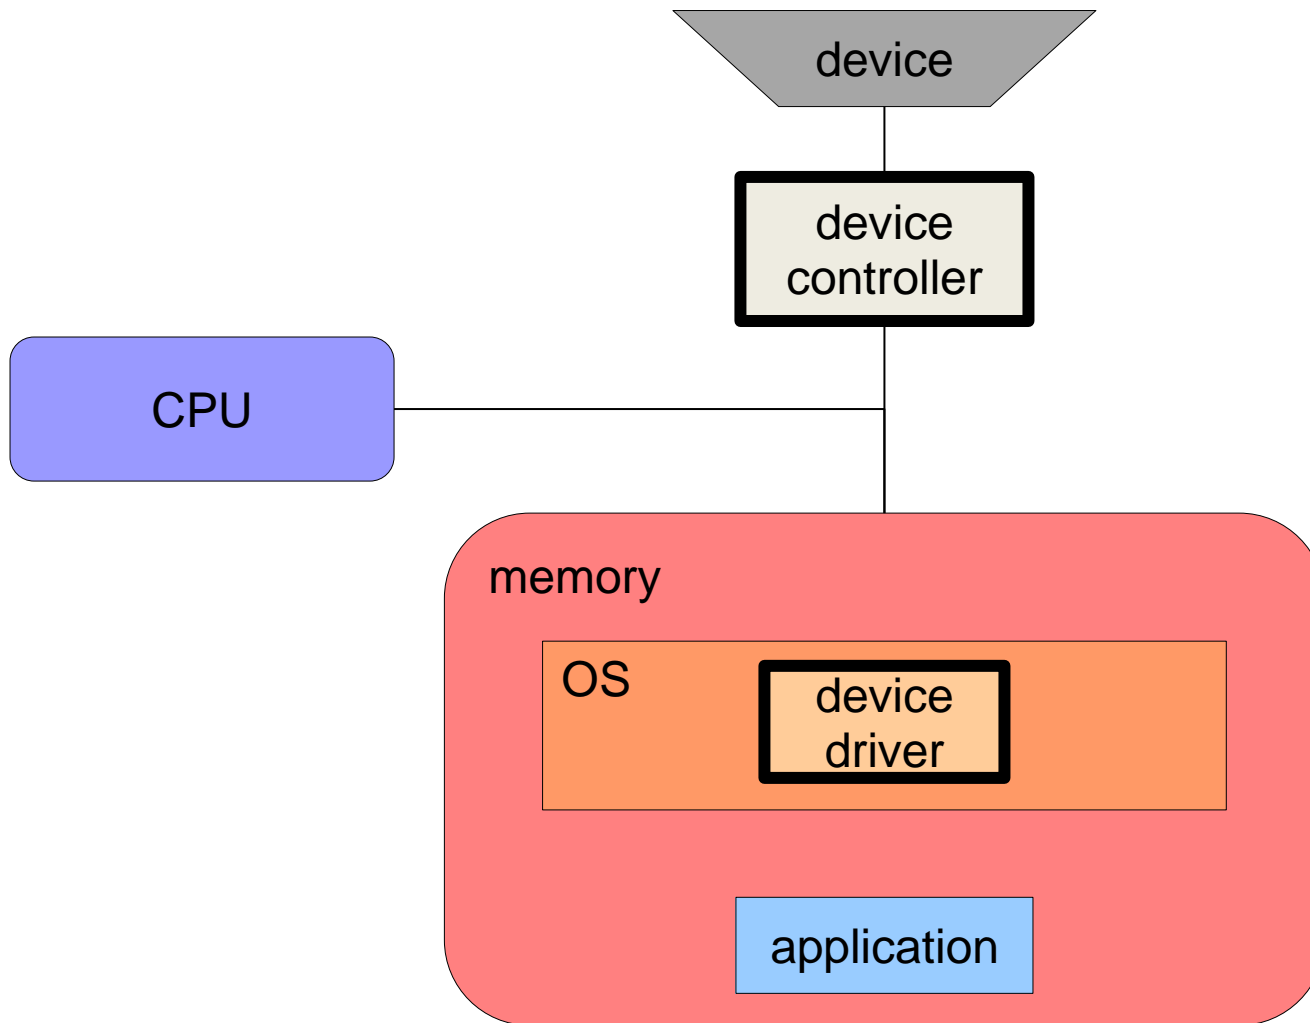 device
device
controller
CPU
memory
OS
device
driver
application